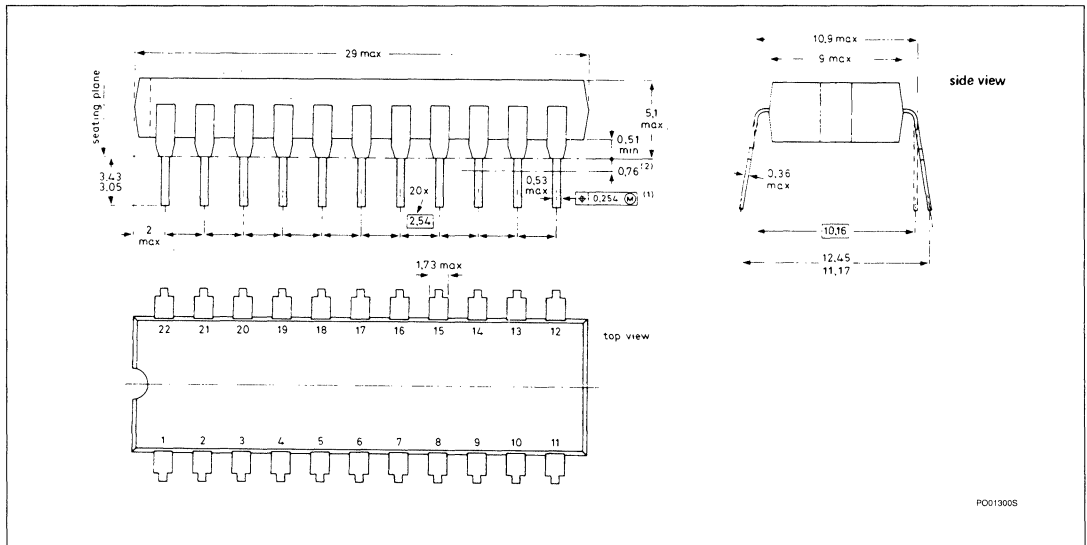 29 max
seating plane
5,1
max
0,51
min
0,76 (2)
3,43
3,05
0,53
max
20x
2,54
⌖ 0,254 Ⓜ (1)
2
max
10,9 max
9 max
side view
0,36
max
10,16
12,45
11,17
1,73 max
22 21 20 19 18 17 16 15 14 13 12
top view
1 2 3 4 5 6 7 8 9 10 11
PO01300S